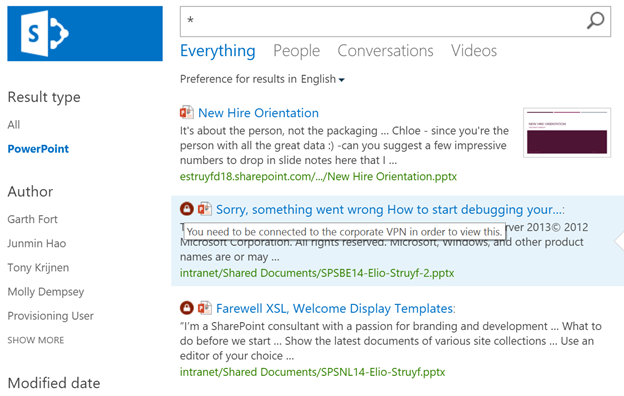 S
*
Everything People Conversations Videos
Preference for results in English
Result type
All
PowerPoint
Author
Garth Fort
Junmin Hao
Tony Krijnen
Molly Dempsey
Provisioning User
SHOW MORE
Modified date
New Hire Orientation
It's about the person, not the packaging ... Chloe - since you're the
person with all the great data :) -can you suggest a few impressive
numbers to drop in slide notes here that I ...
estruyfd18.sharepoint.com/.../New Hire Orientation.pptx
NEW HIRE ORIENTATION
Sorry, something went wrong How to start debugging your...:
You need to be connected to the corporate VPN in order to view this.
rver 2013© 2012
Microsoft Corporation. All rights reserved. Microsoft, Windows, and other product
names are or may ...
intranet/Shared Documents/SPSBE14-Elio-Struyf-2.pptx
Farewell XSL, Welcome Display Templates:
"I'm a SharePoint consultant with a passion for branding and development ... What to
do before we start ... Show the latest documents of various site collections ... Use an
editor of your choice ...
intranet/Shared Documents/SPSNL14-Elio-Struyf.pptx